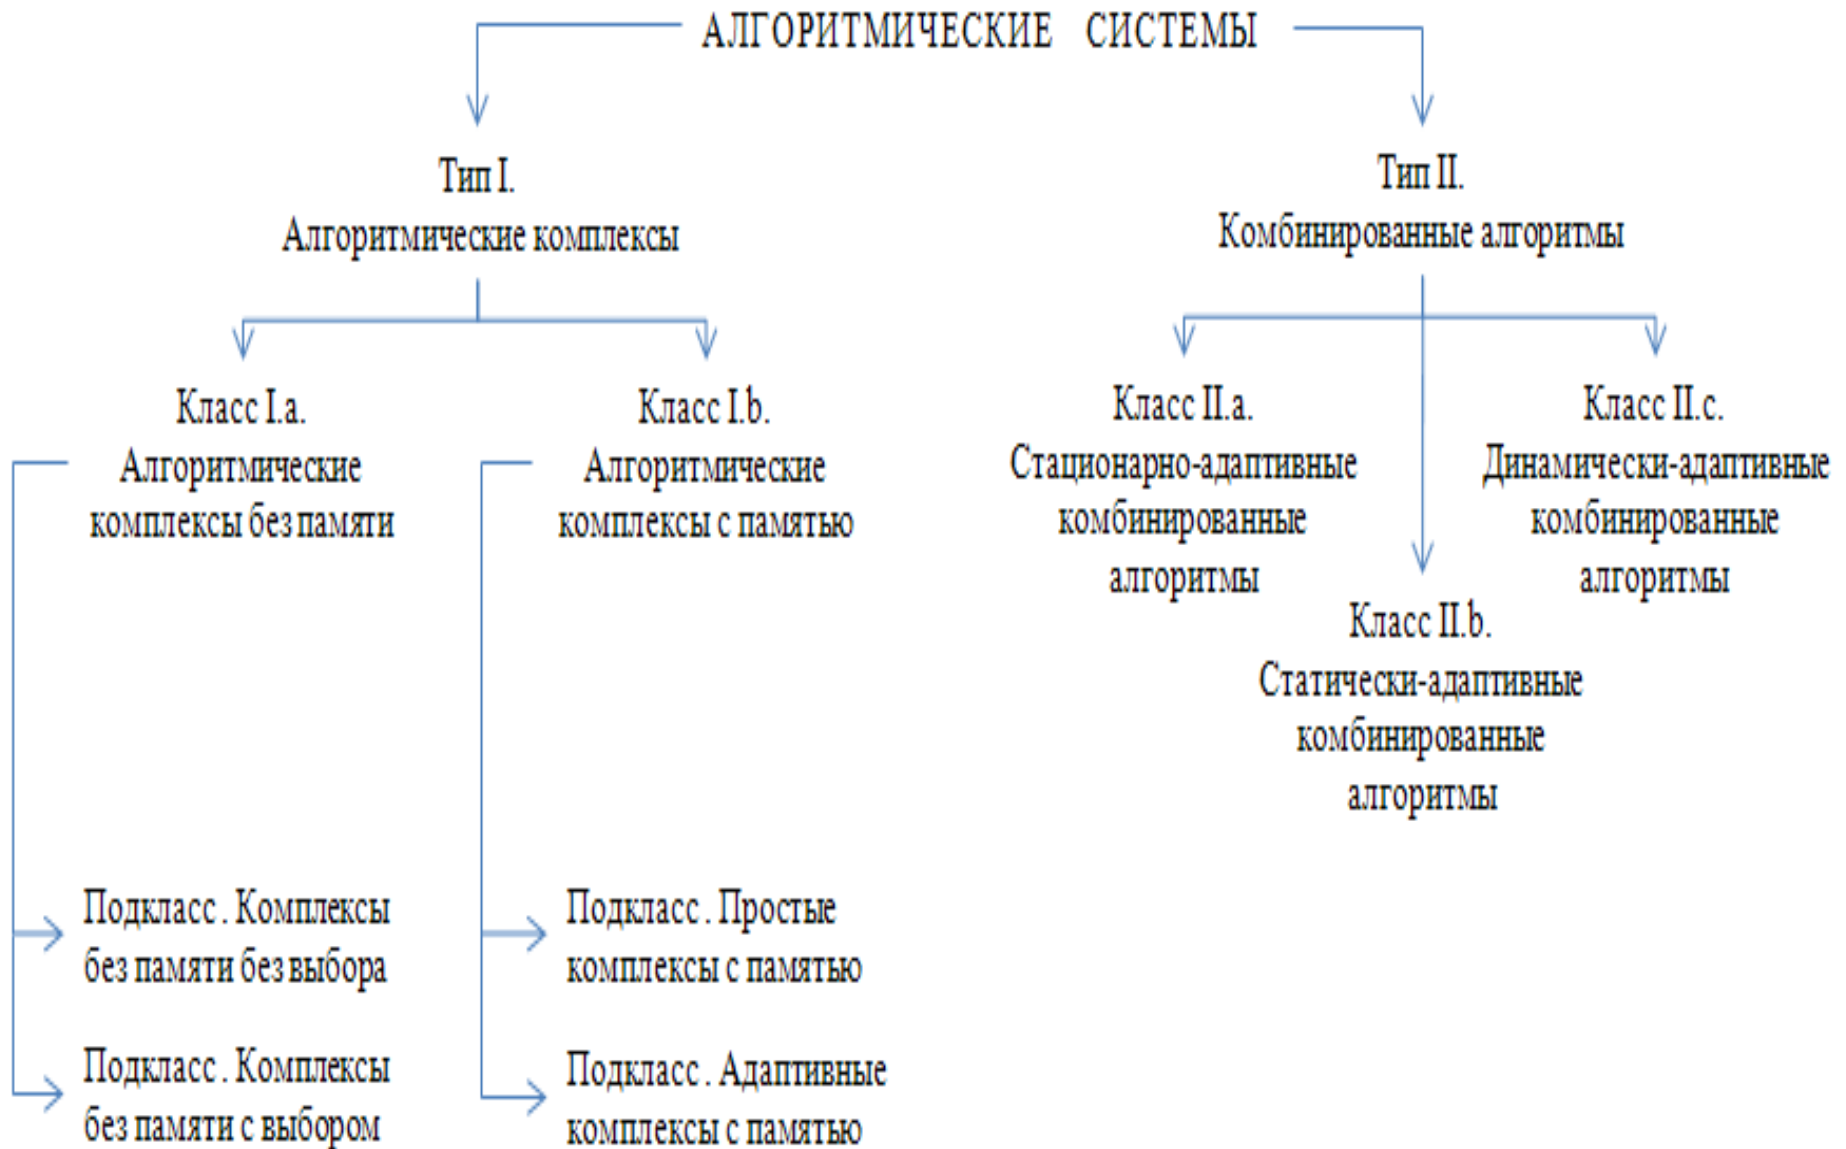 АЛГОРИТМИЧЕСКИЕ СИСТЕМЫ
Тип I.
Алгоритмические комплексы
Тип II.
Комбинированные алгоритмы
Класс I.a.
Алгоритмические
комплексы без памяти
Класс I.b.
Алгоритмические
комплексы с памятью
Класс II.a.
Стационарно-адаптивные
комбинированные
алгоритмы
Класс II.c.
Динамически-адаптивные
комбинированные
алгоритмы
Класс II.b.
Статически-адаптивные
комбинированные
алгоритмы
Подкласс . Комплексы
без памяти без выбора
Подкласс . Простые
комплексы с памятью
Подкласс . Комплексы
без памяти с выбором
Подкласс . Адаптивные
комплексы с памятью